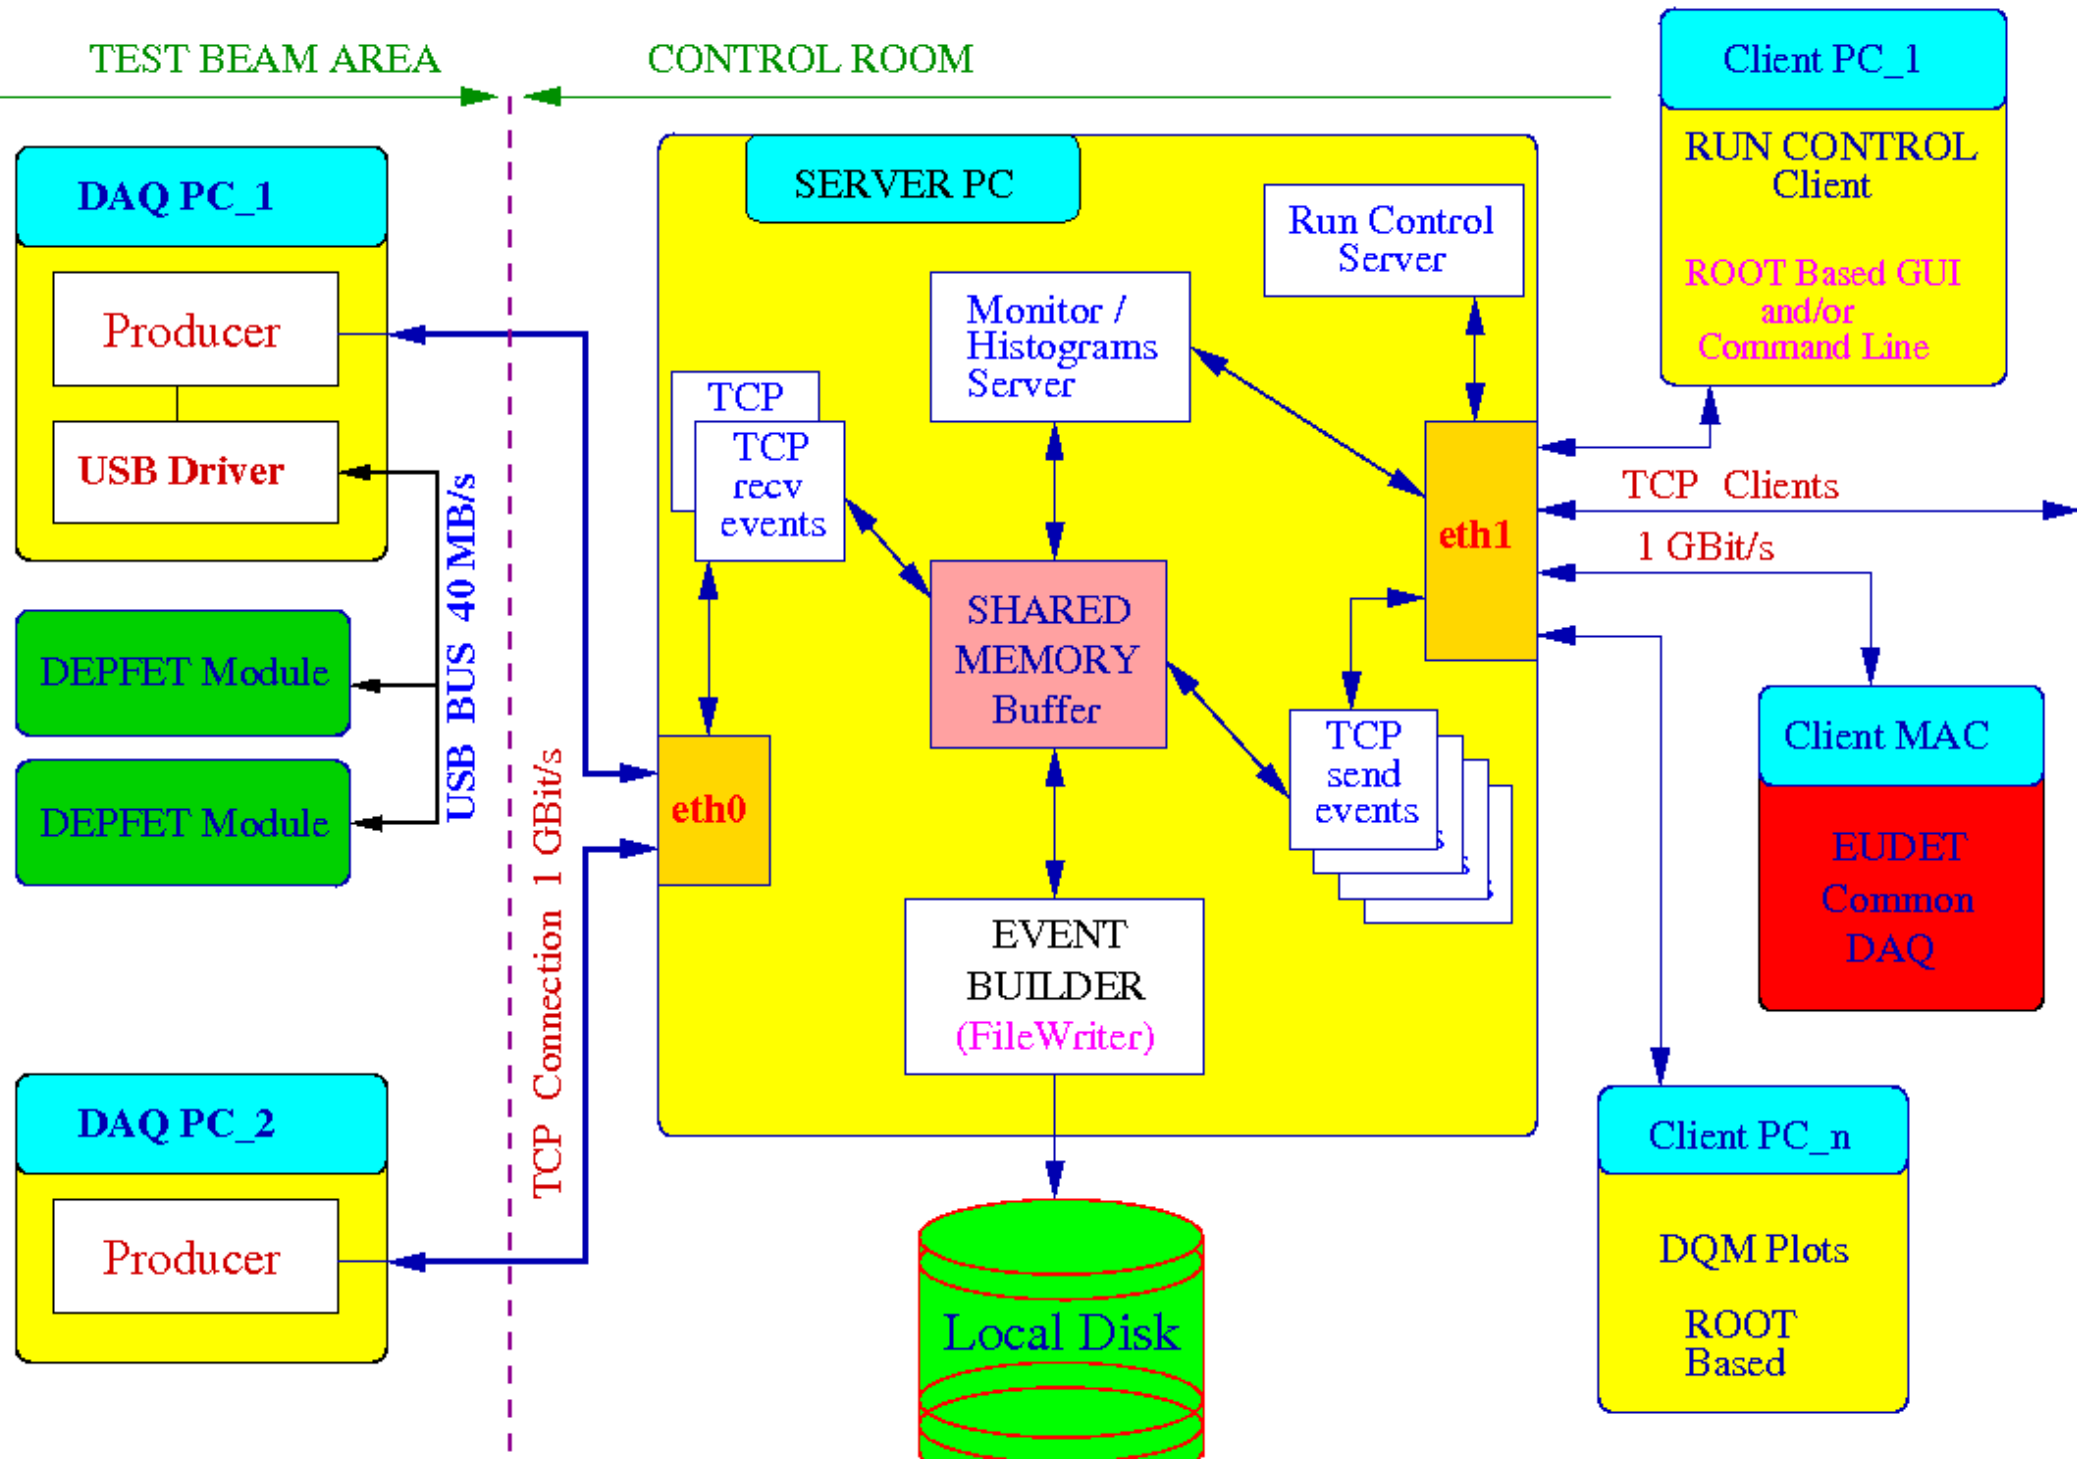 TEST BEAM AREA
CONTROL ROOM
DAQ PC_1
Producer
USB Driver
DEPFET Module
DEPFET Module
USB BUS 40 MB/s
DAQ PC_2
Producer
TCP Connection 1 GBit/s
SERVER PC
Run Control
Server
Monitor /
Histograms
Server
TCP
TCP
recv
events
eth0
SHARED
MEMORY
Buffer
eth1
TCP
send
events
s
s
s
EVENT
BUILDER
(FileWriter)
Local Disk
Client PC_1
RUN CONTROL
Client
ROOT Based GUI
and/or
Command Line
TCP Clients
1 GBit/s
Client MAC
EUDET
Common
DAQ
Client PC_n
DQM Plots
ROOT
Based